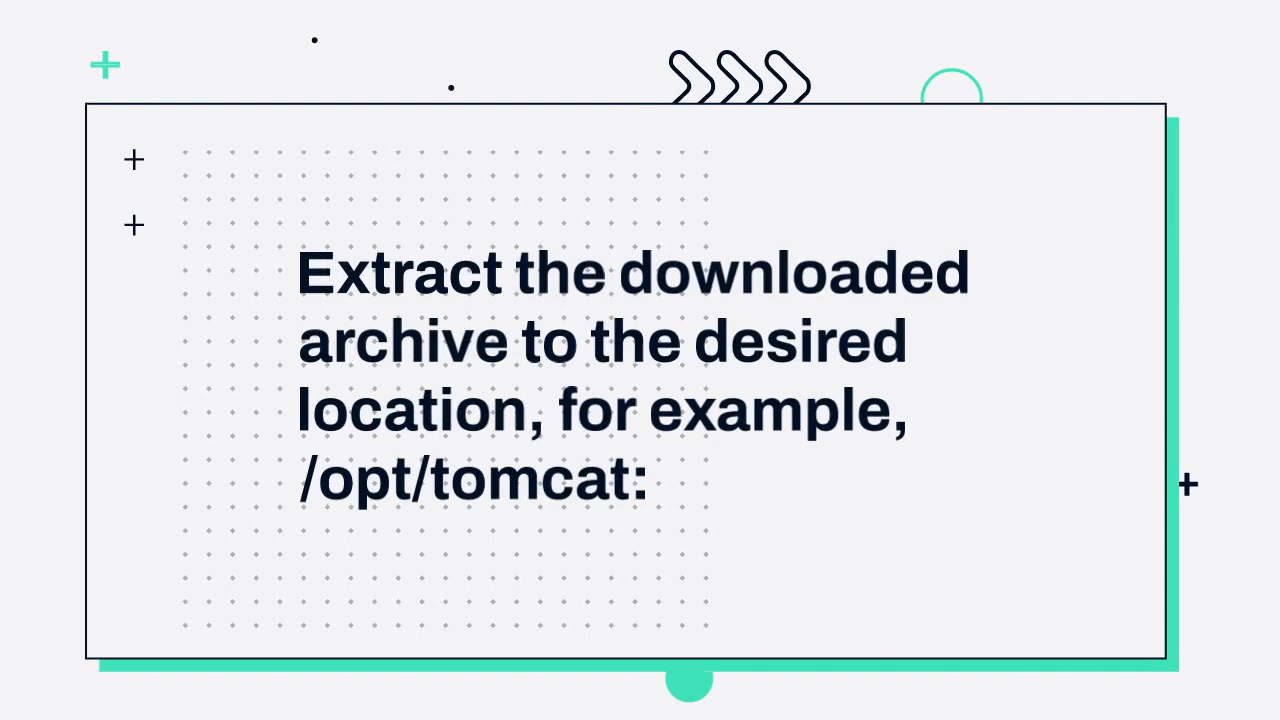 Extract the downloaded
archive to the desired
location, for example,
/opt/tomcat: